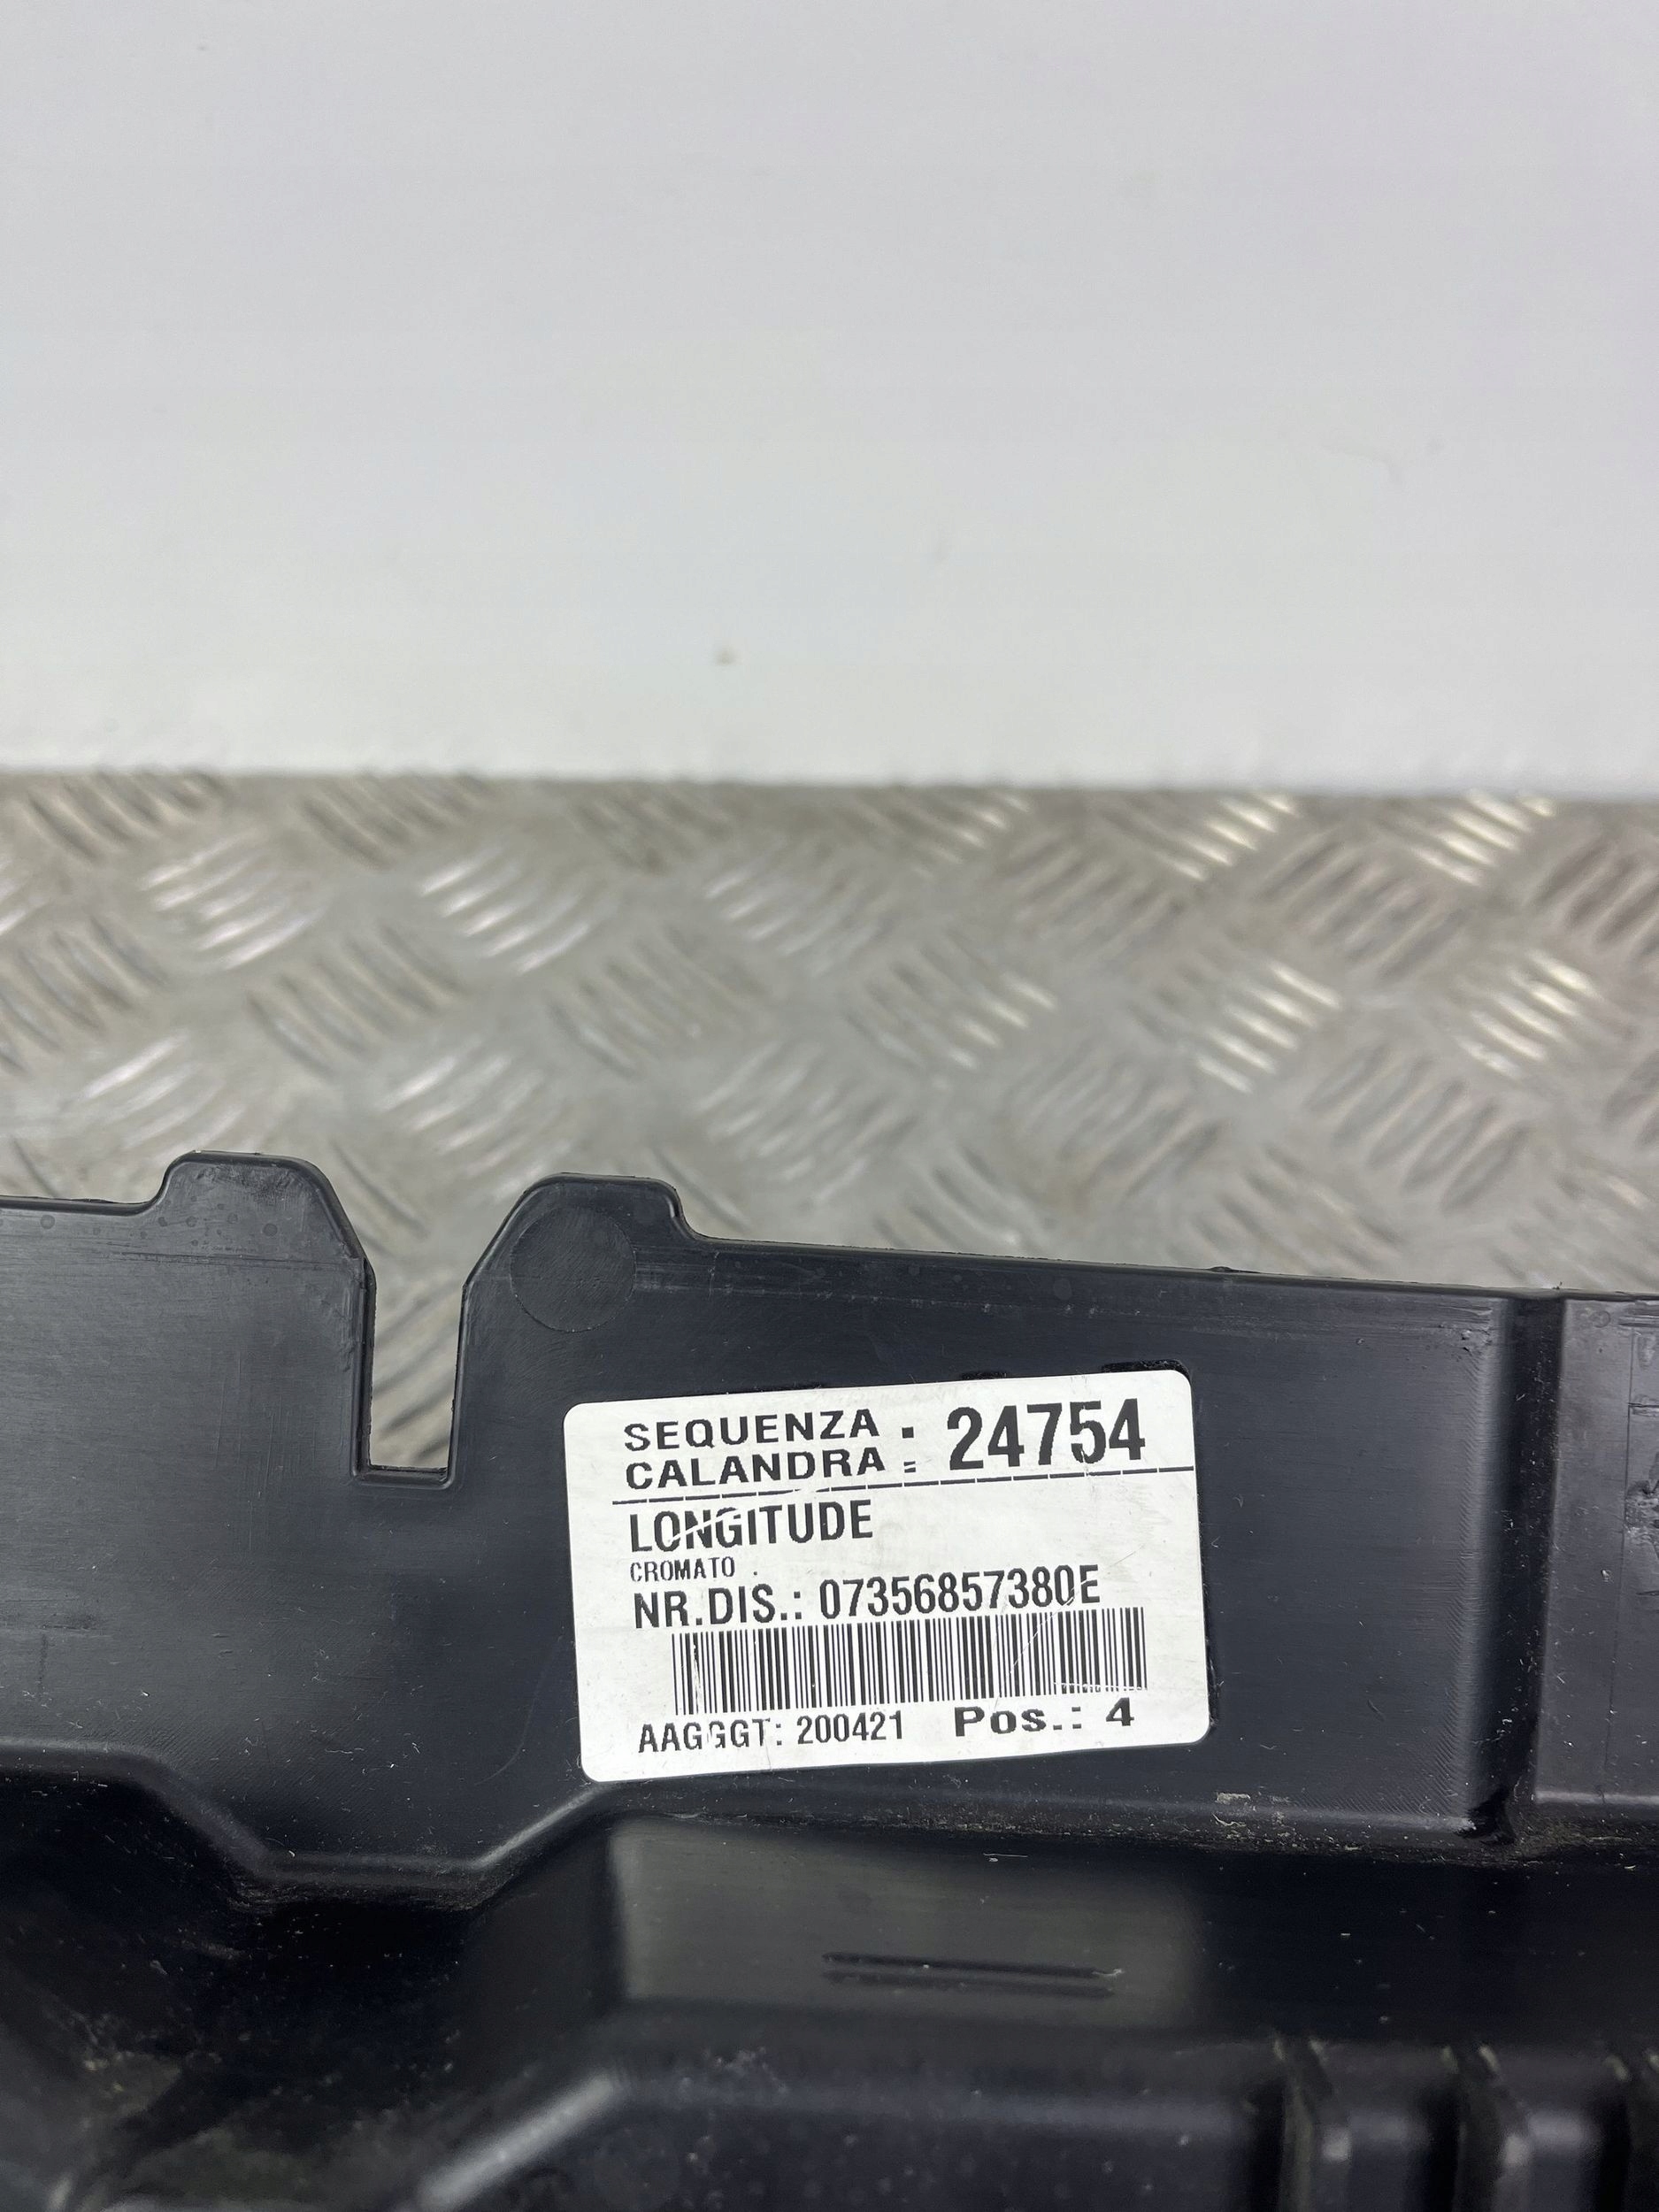 SEQUENZA : 24754
CALANDRA
LONGITUDE
CROMATO
NR.DIS.: 07356857380E
AAGGGT: 200421 Pos.: 4